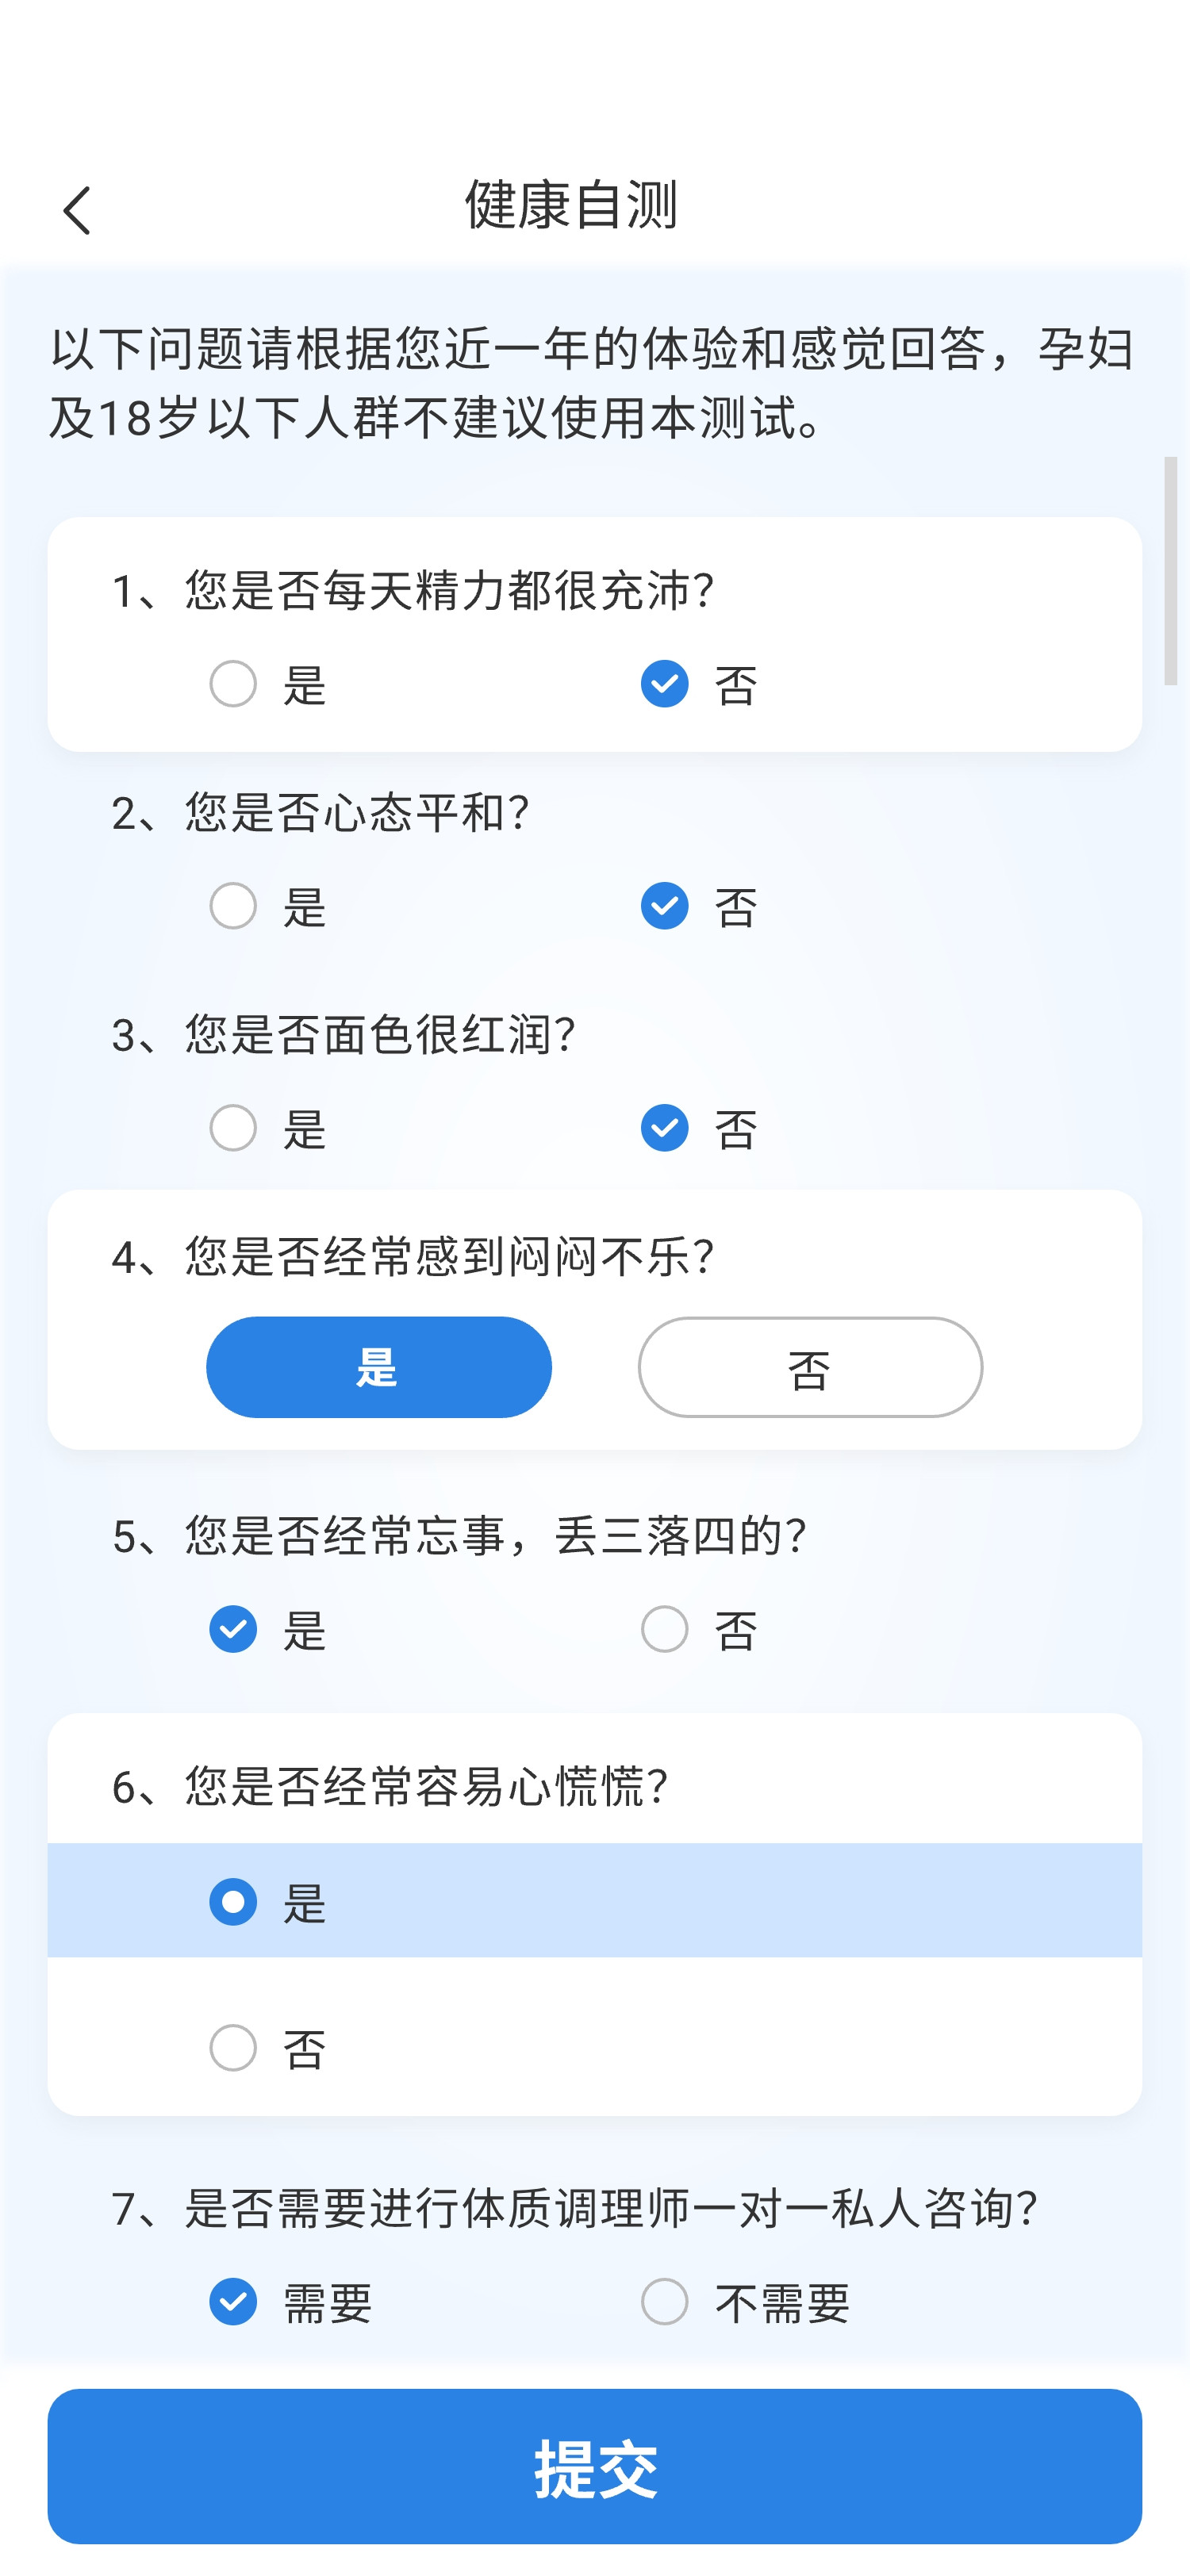 健康自测
以下问题请根据您近一年的体验和感觉回答，孕妇
及18岁以下人群不建议使用本测试。
1、您是否每天精力都很充沛?
是 否
2、您是否心态平和?
是 否
3、您是否面色很红润?
是 否
4、您是否经常感到闷闷不乐?
是 否
5、您是否经常忘事，丢三落四的?
是 否
6、您是否经常容易心慌慌?
是
否
7、是否需要进行体质调理师一对一私人咨询?
需要 不需要
提交